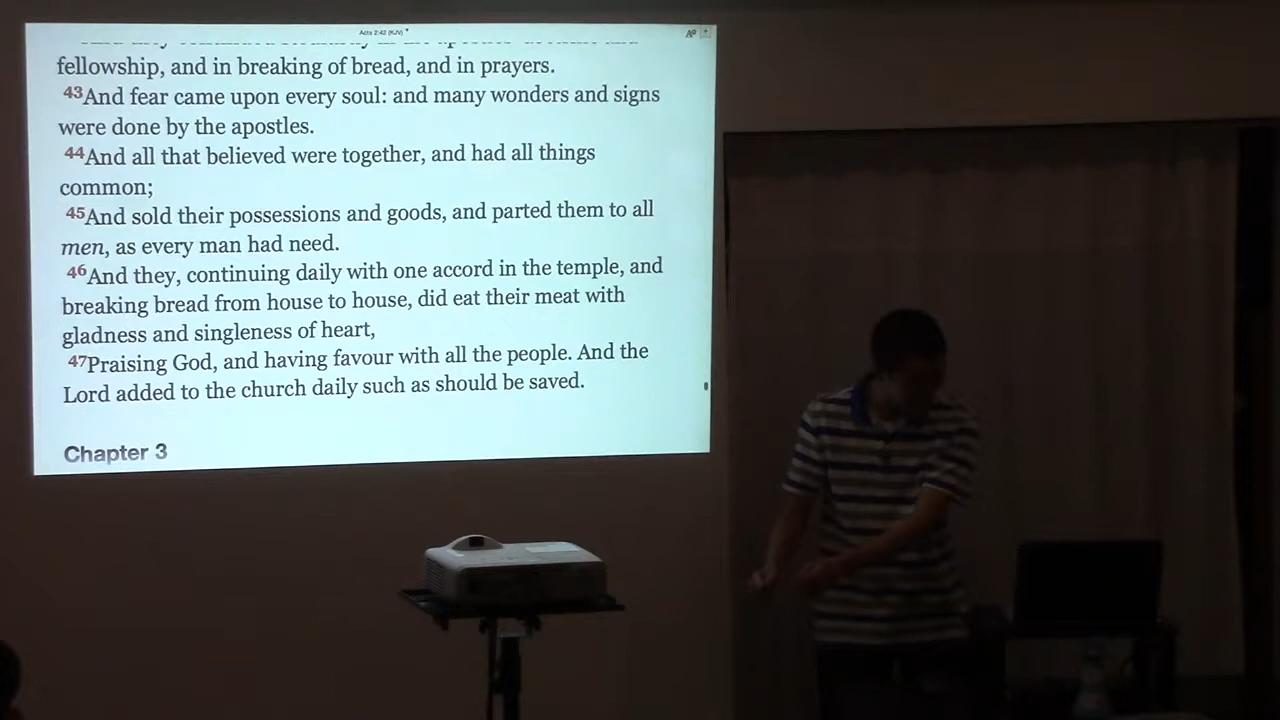 Acts 2:42 (KJV)
fellowship, and in breaking of bread, and in prayers.
43And fear came upon every soul: and many wonders and signs
were done by the apostles.
44And all that believed were together, and had all things
common;
45And sold their possessions and goods, and parted them to all
men, as every man had need.
46And they, continuing daily with one accord in the temple, and
breaking bread from house to house, did eat their meat with
gladness and singleness of heart,
47Praising God, and having favour with all the people. And the
Lord added to the church daily such as should be saved.
Chapter 3